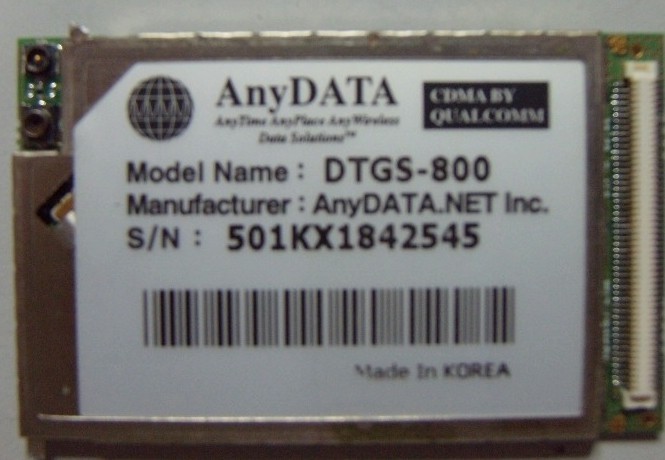 AnyDATA
AnyTime AnyPlace AnyWireless
Data Solutions™
CDMA BY
QUALCOMM
Model Name : DTGS-800
Manufacturer : AnyDATA.NET Inc.
S/N : 501KX1842545
Made In KOREA